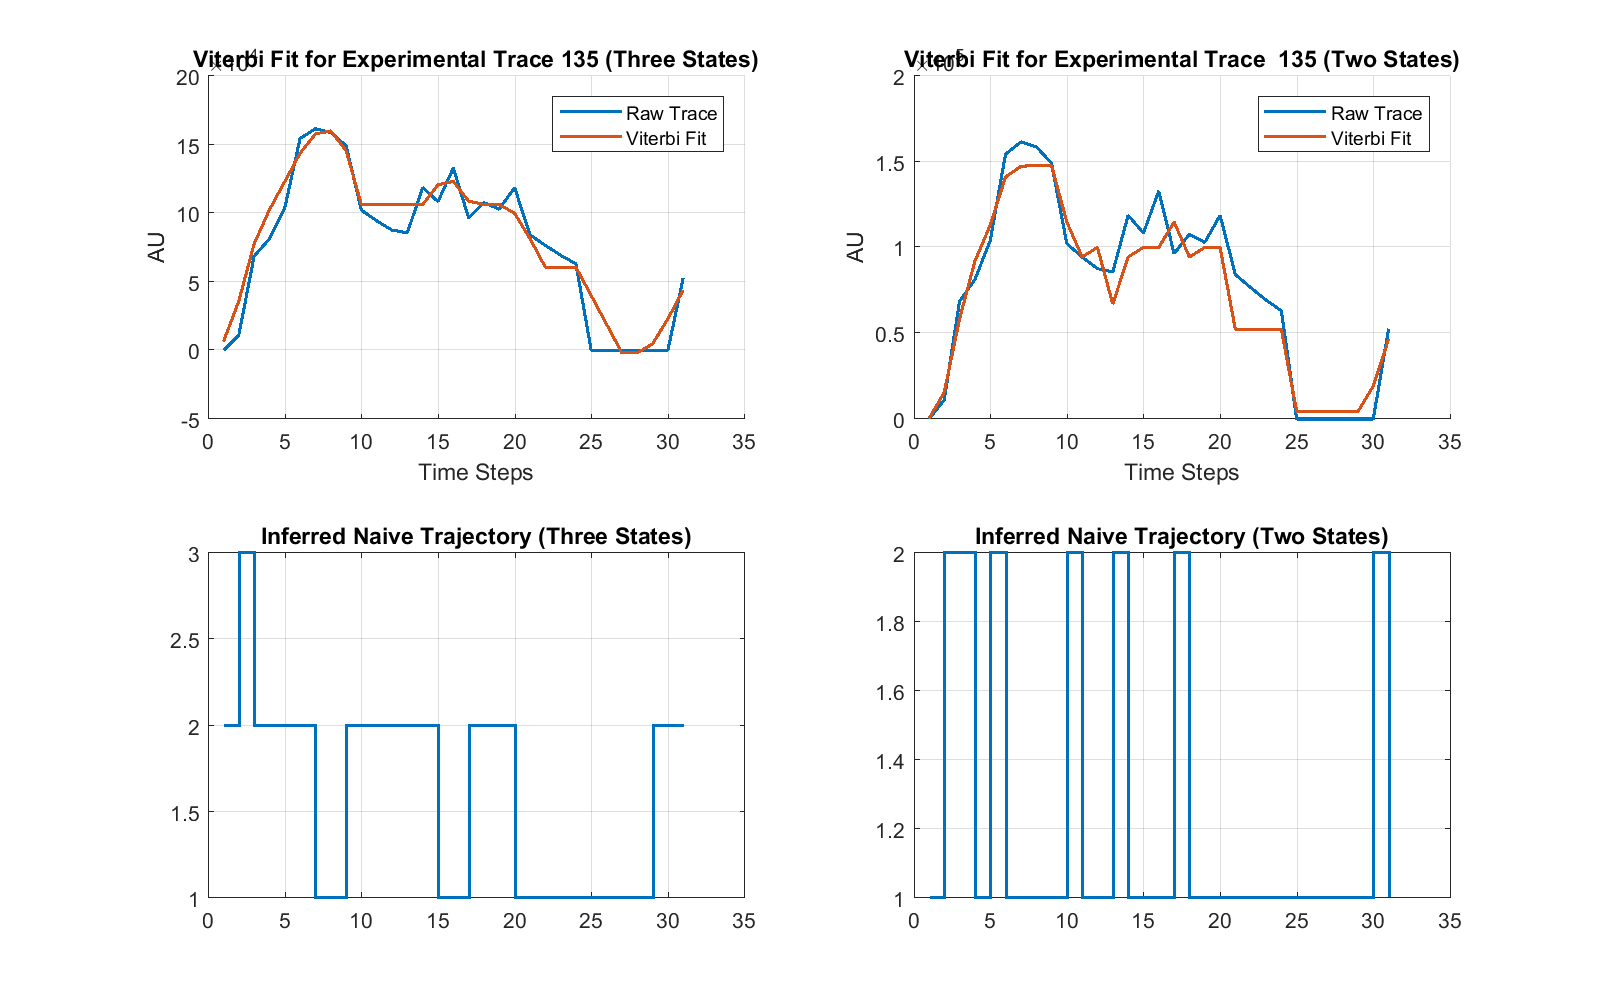 Viterbi Fit for Experimental Trace 135 (Three States)
20
15
10
5
0
-5
AU
Raw Trace
Viterbi Fit
0 5 10 15 20 25 30 35
Time Steps
Viterbi Fit for Experimental Trace  135 (Two States)
2
1.5
1
0.5
0
AU
Raw Trace
Viterbi Fit
0 5 10 15 20 25 30 35
Time Steps
Inferred Naive Trajectory (Three States)
3
2.5
2
1.5
1
0 5 10 15 20 25 30 35
Inferred Naive Trajectory (Two States)
2
1.8
1.6
1.4
1.2
1
0 5 10 15 20 25 30 35